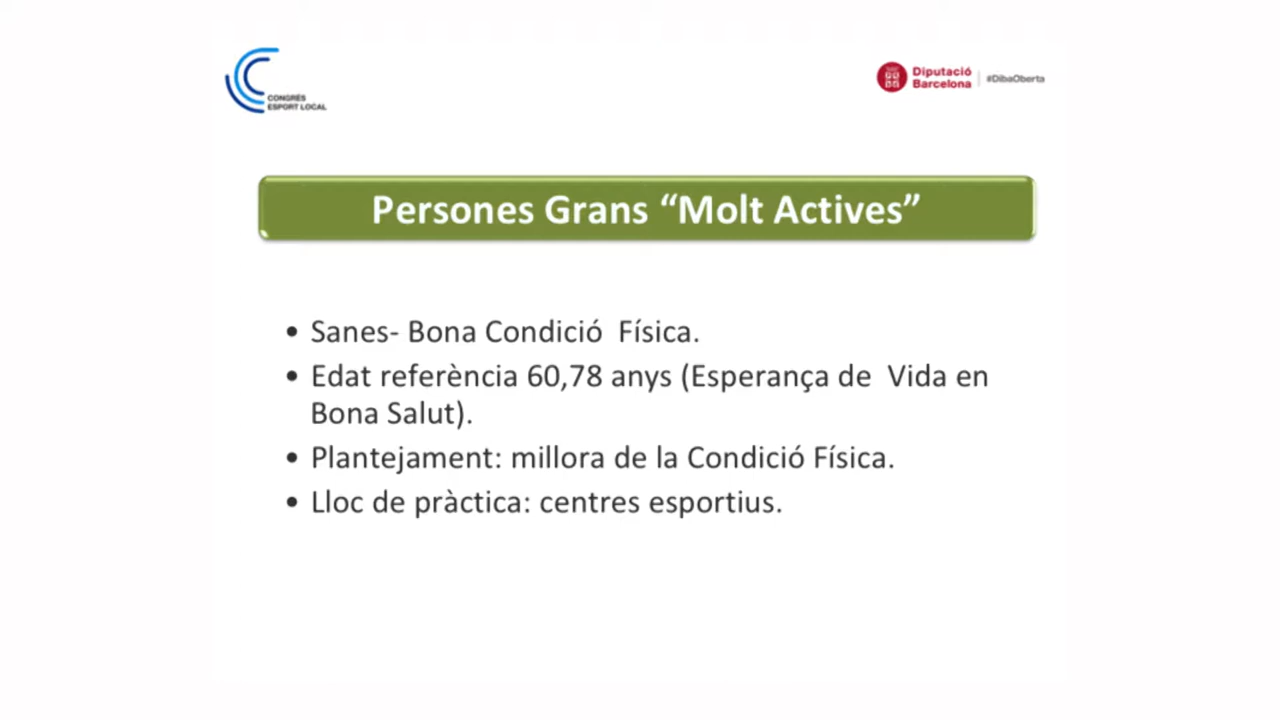 CONGRÉS
ESPORT LOCAL
Diputació
Barcelona
#DibaOberta
Persones Grans “Molt Actives”
• Sanes- Bona Condició  Física.
• Edat referència 60,78 anys (Esperança de  Vida en
Bona Salut).
• Plantejament: millora de la Condició Física.
• Lloc de pràctica: centres esportius.